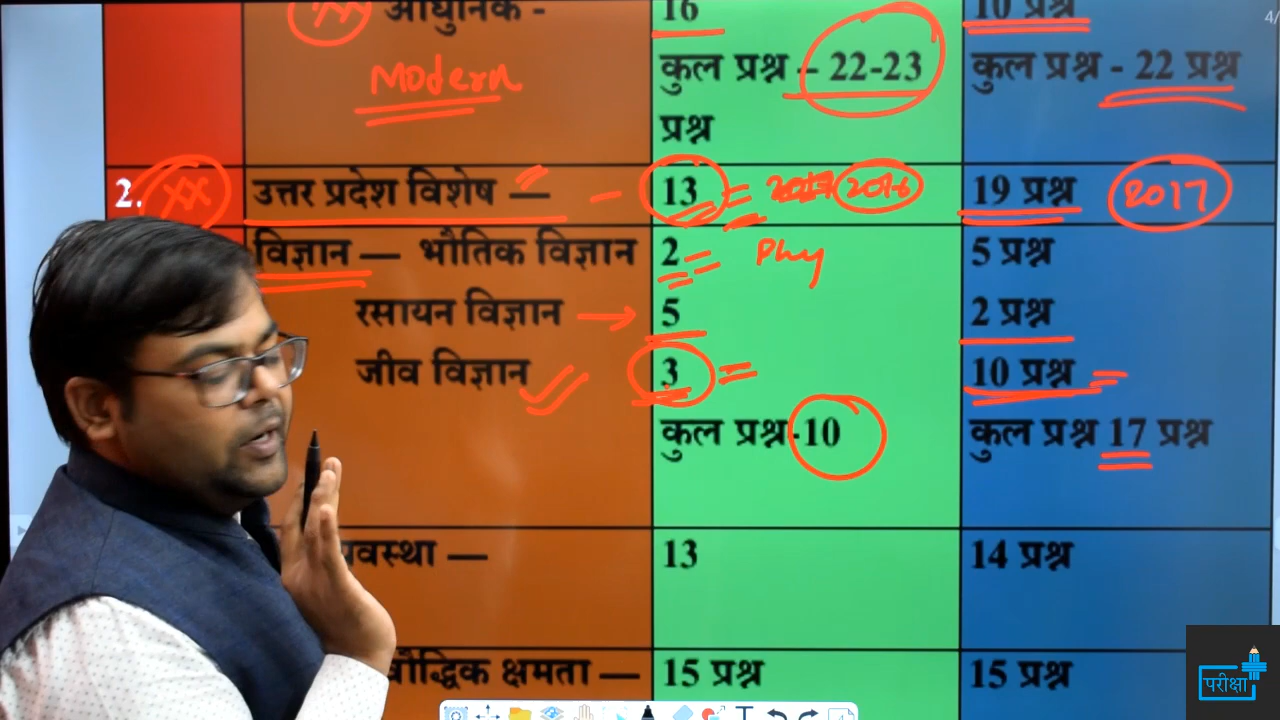 आधुनिक - 16 10 प्रश्न
Modern कुल प्रश्न – 22-23 प्रश्न कुल प्रश्न - 22 प्रश्न
2. XX उत्तर प्रदेश विशेष — 13 = 2016 19 प्रश्न 2017
विज्ञान — भौतिक विज्ञान 2 = Phy 5 प्रश्न
रसायन विज्ञान → 5 2 प्रश्न
जीव विज्ञान 3 = 10 प्रश्न =
कुल प्रश्न-10 कुल प्रश्न 17 प्रश्न
13 14 प्रश्न
बौद्धिक क्षमता — 15 प्रश्न 15 प्रश्न
परीक्षा